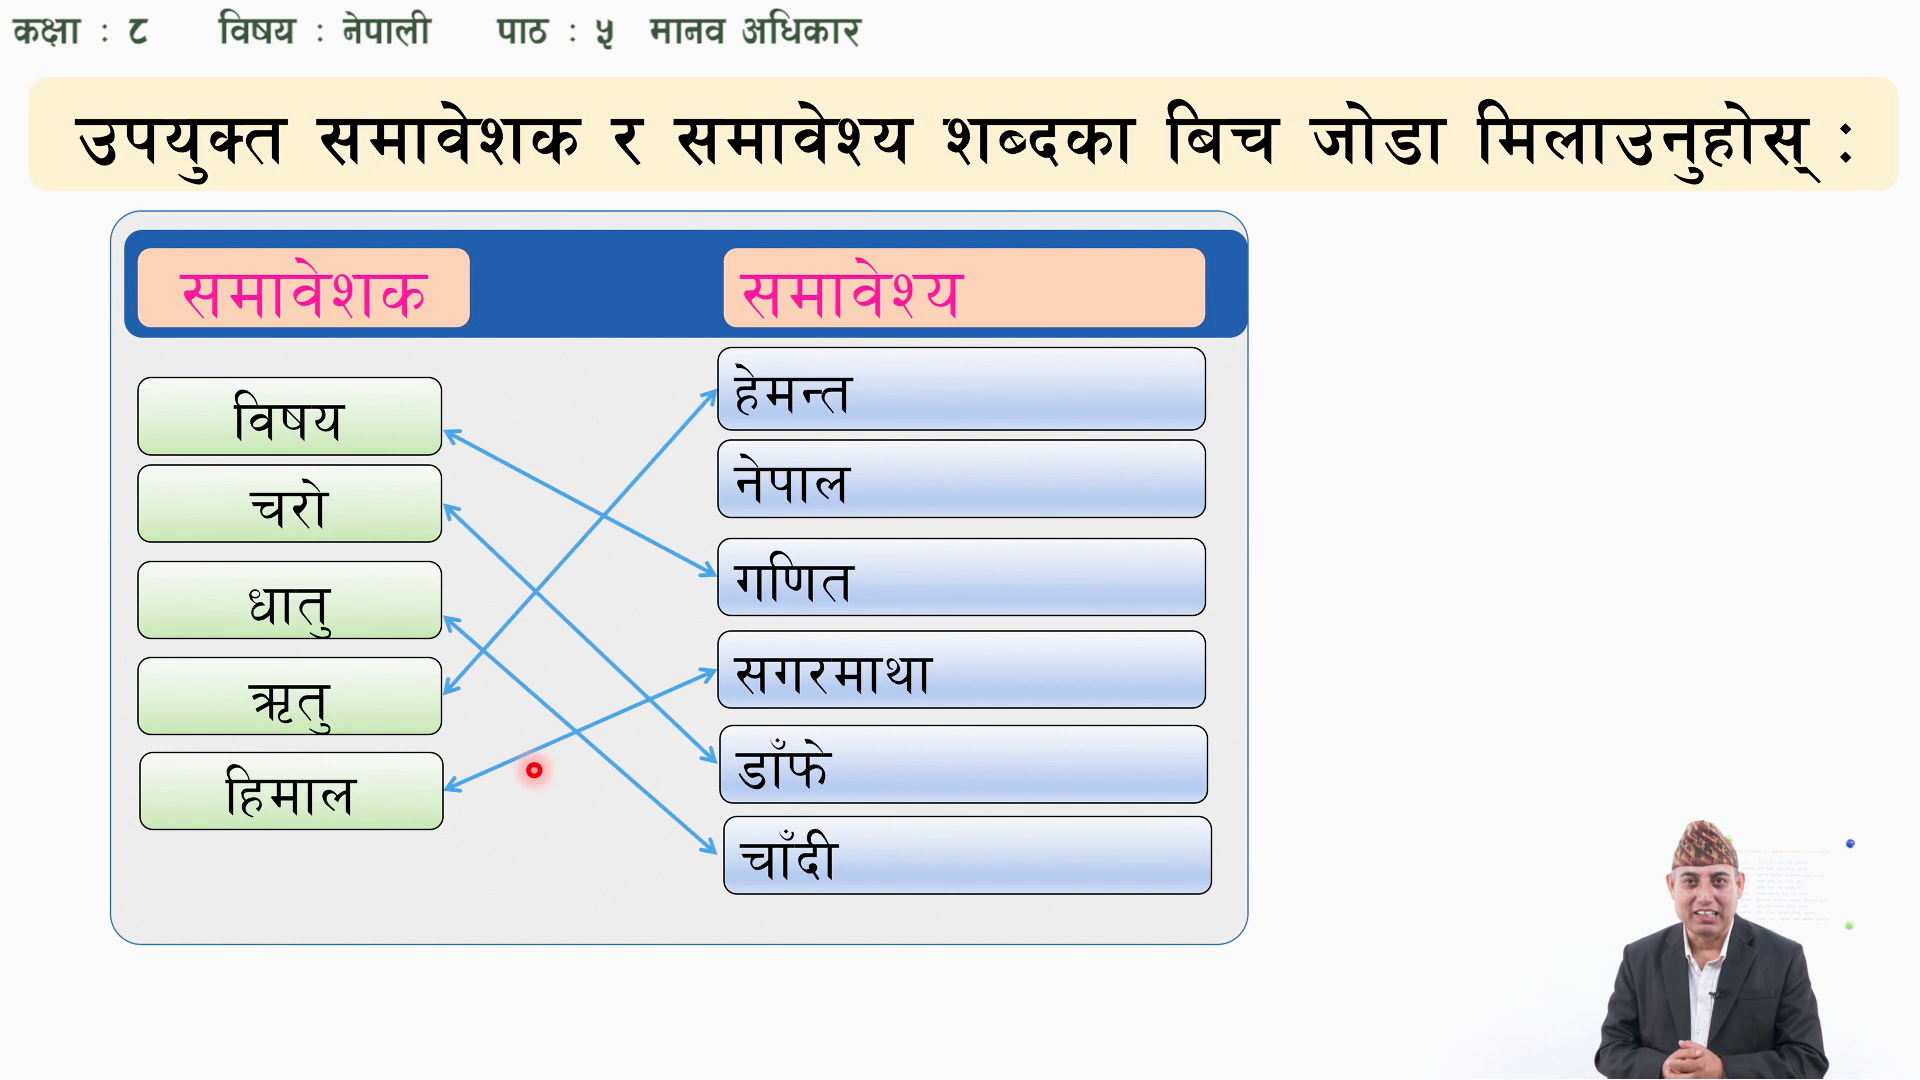 कक्षा : ८ विषय : नेपाली पाठ : ५ मानव अधिकार
उपयुक्त समावेशक र समावेश्य शब्दका बिच जोडा मिलाउनुहोस् :
समावेशक समावेश्य
विषय
चरो
धातु
ऋतु
हिमाल
हेमन्त
नेपाल
गणित
सगरमाथा
डाँफे
चाँदी